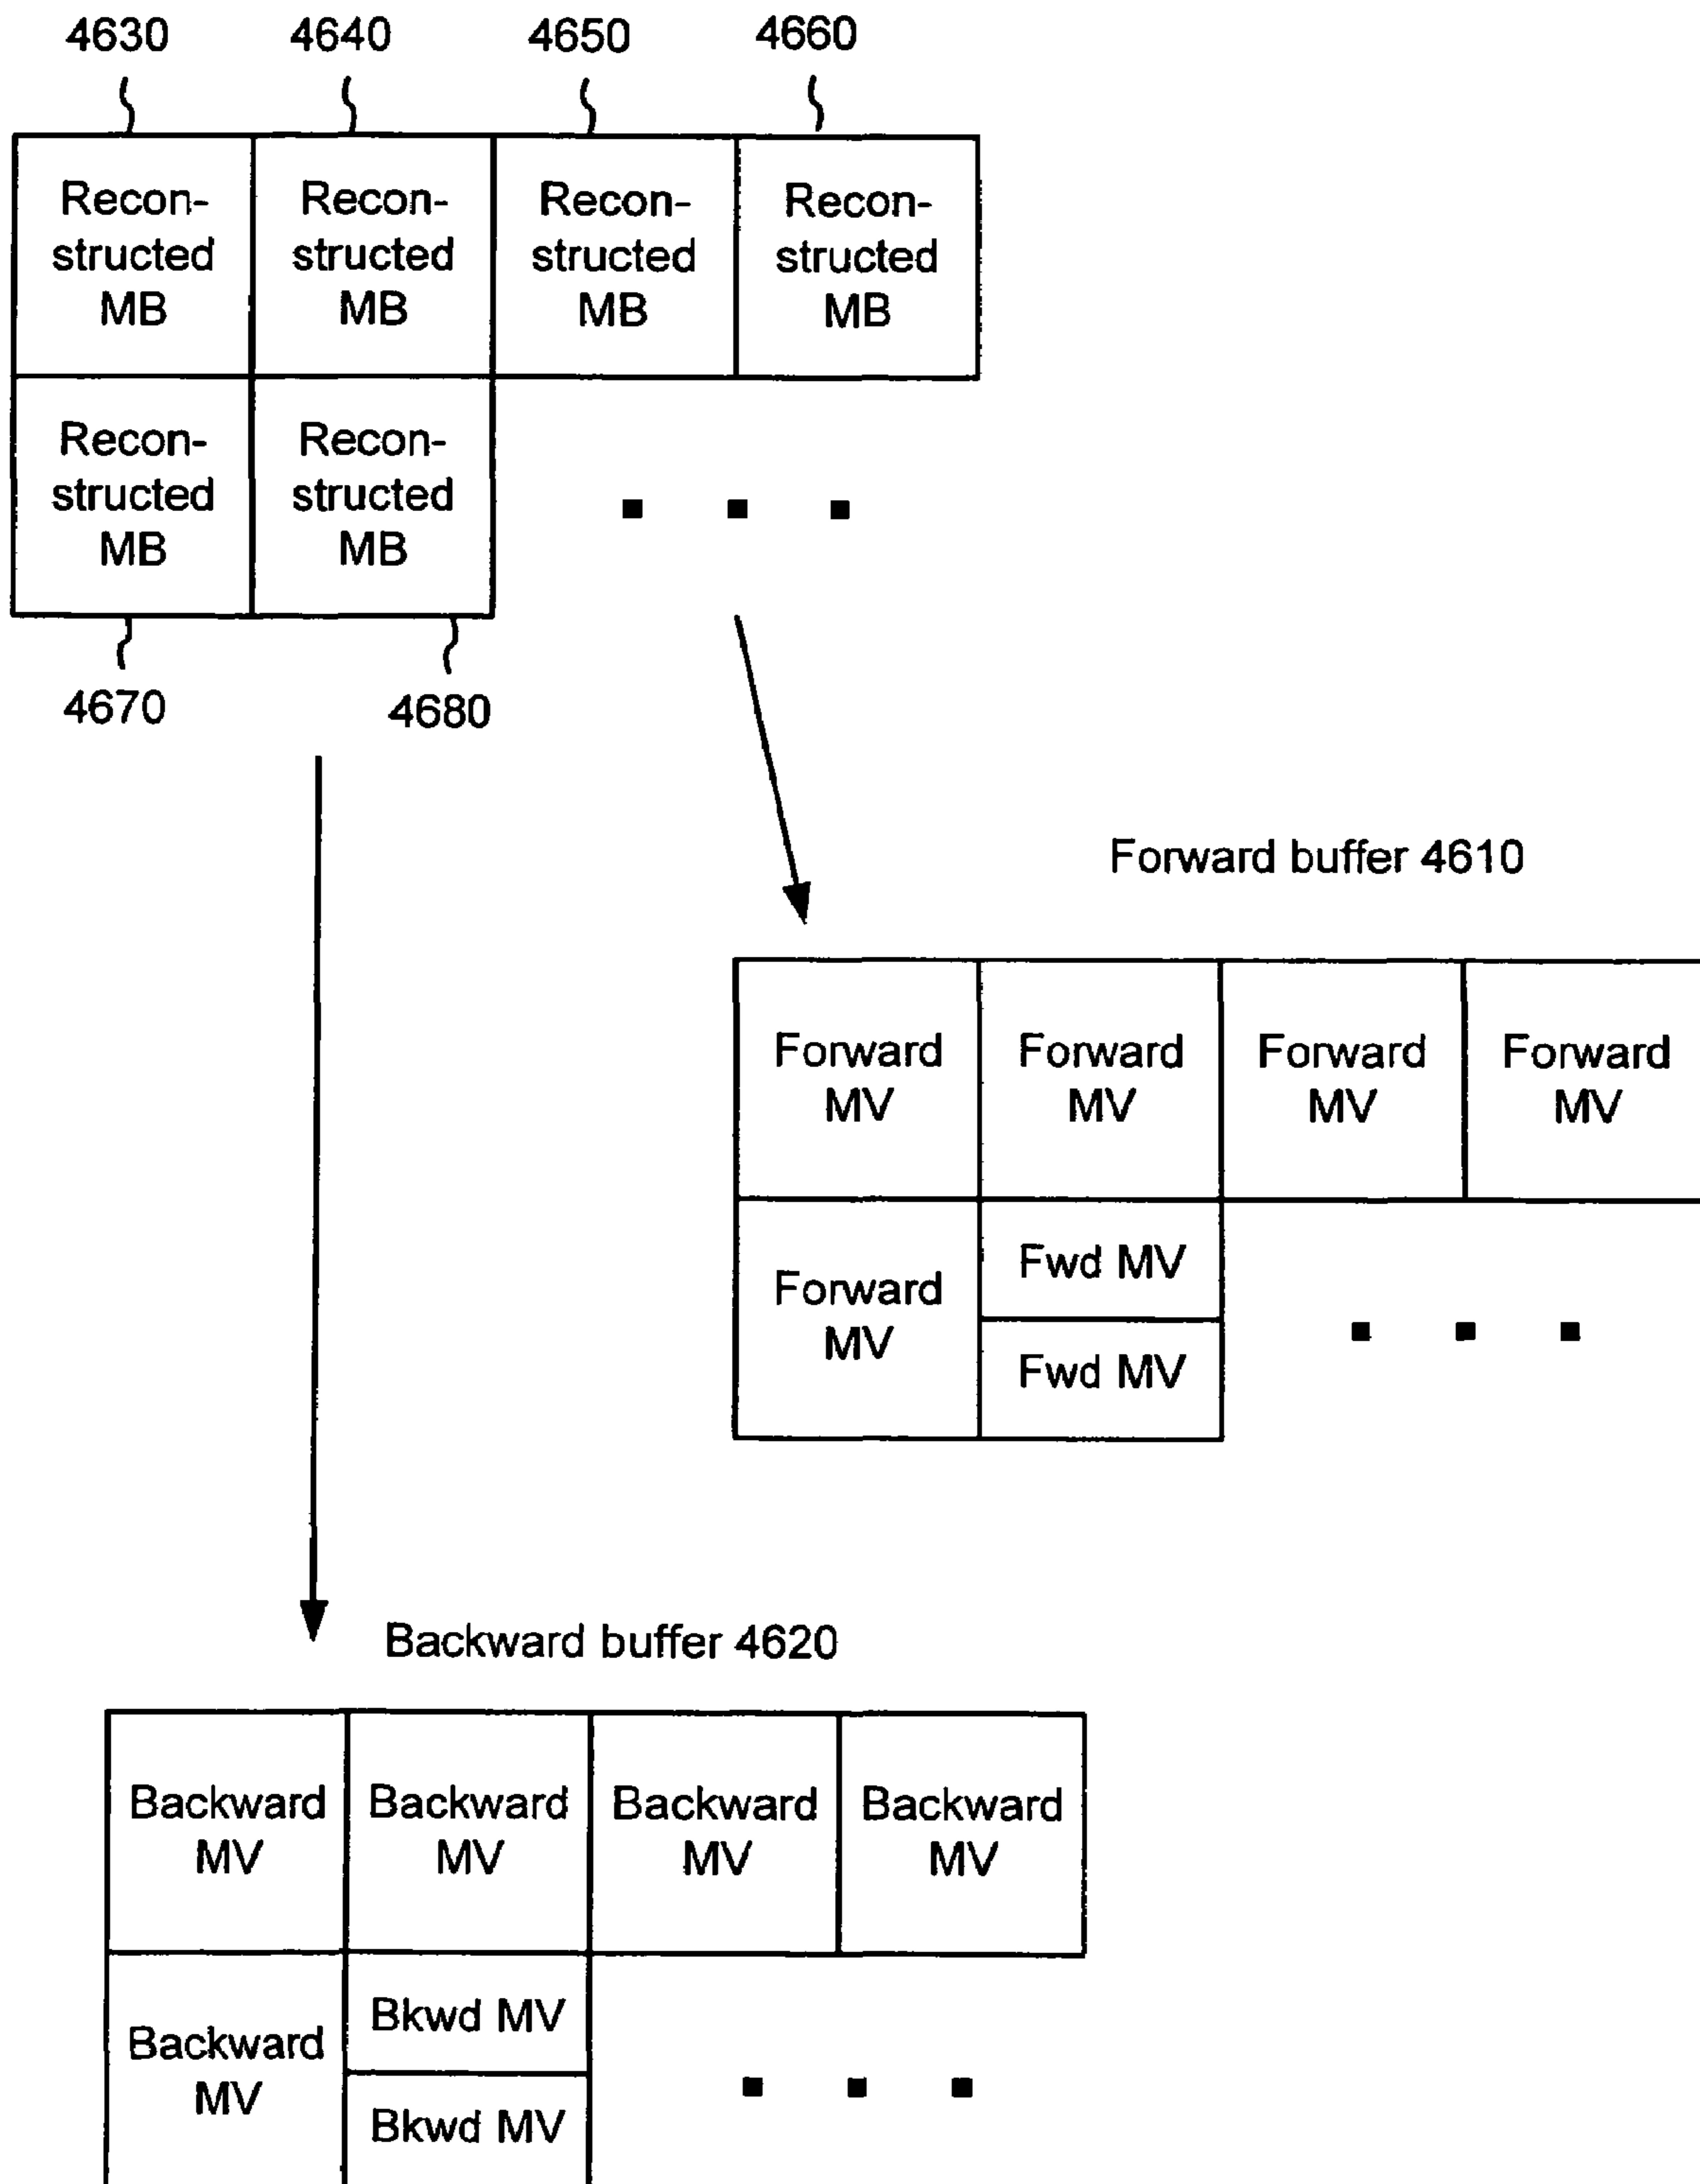 4630 4640 4650 4660
Recon- Recon- Recon- Recon-
structed structed structed structed
MB MB MB MB
Recon- Recon-
structed structed
MB MB
4670 4680
Forward buffer 4610
Forward Forward Forward Forward
MV MV MV MV
Forward
MV
Fwd MV
Fwd MV
Backward buffer 4620
Backward Backward Backward Backward
MV MV MV MV
Backward
MV
Bkwd MV
Bkwd MV